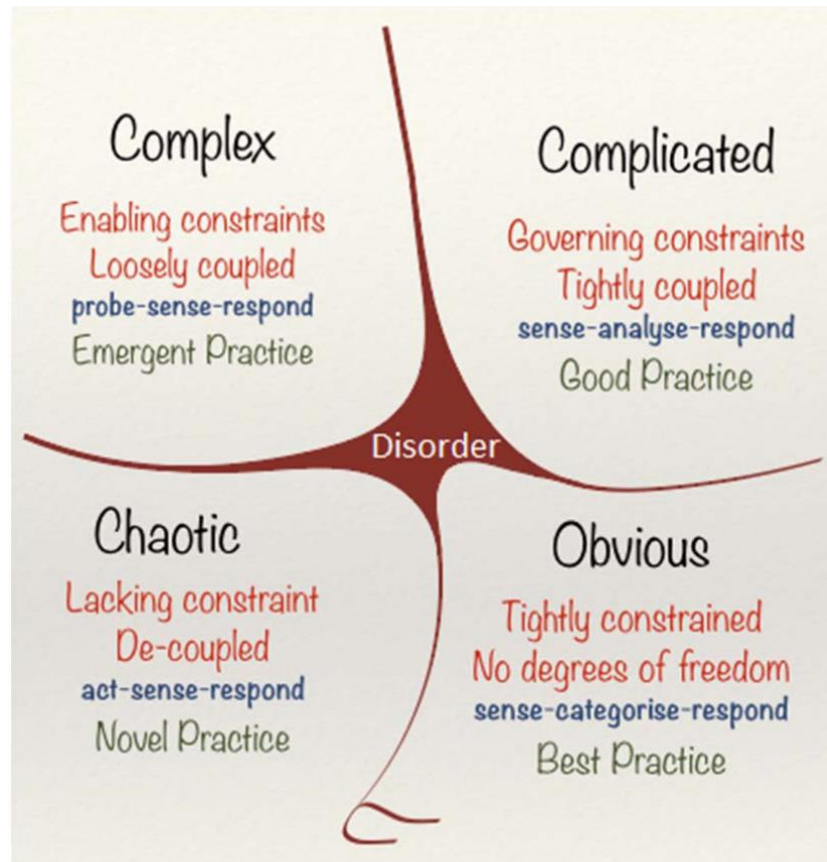 Complex
Enabling constraints
Loosely coupled
probe-sense-respond
Emergent Practice
Complicated
Governing constraints
Tightly coupled
sense-analyse-respond
Good Practice
Disorder
Chaotic
Lacking constraint
De-coupled
act-sense-respond
Novel Practice
Obvious
Tightly constrained
No degrees of freedom
sense-categorise-respond
Best Practice